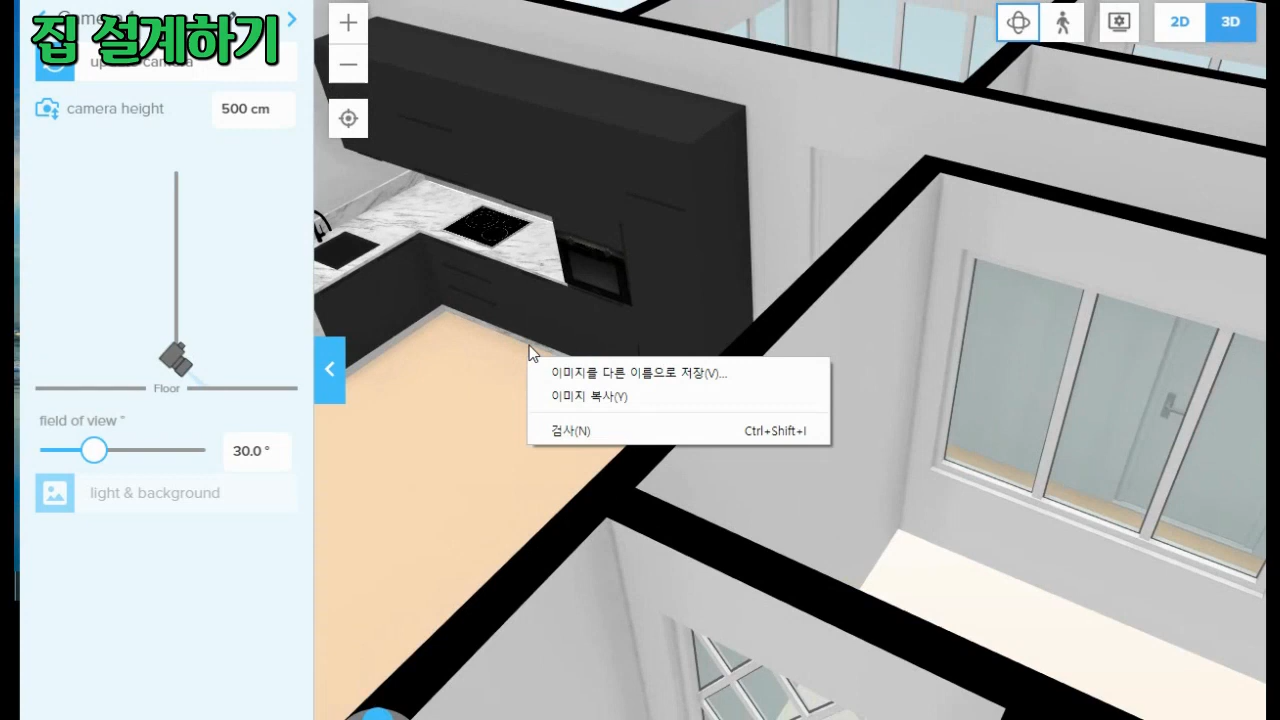 집 설계하기
update camera
camera height
500 cm
Floor
field of view °
30.0 °
light & background
2D
3D
이미지를 다른 이름으로 저장(V)...
이미지 복사(Y)
검사(N)
Ctrl+Shift+I